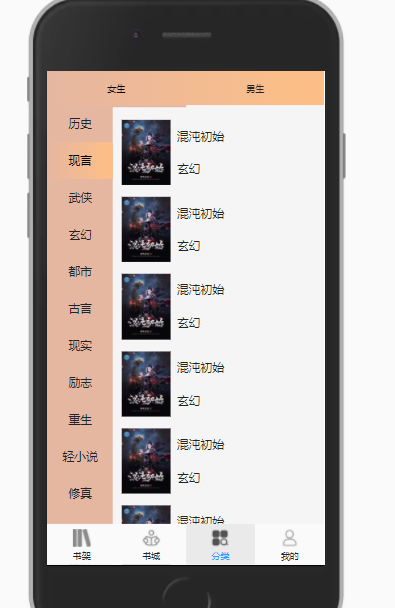 女生 男生
历史
现言
武侠
玄幻
都市
古言
现实
励志
重生
轻小说
修真
混沌初始
玄幻
混沌初始
玄幻
混沌初始
玄幻
混沌初始
玄幻
混沌初始
玄幻
混沌初始
书架 书城 分类 我的